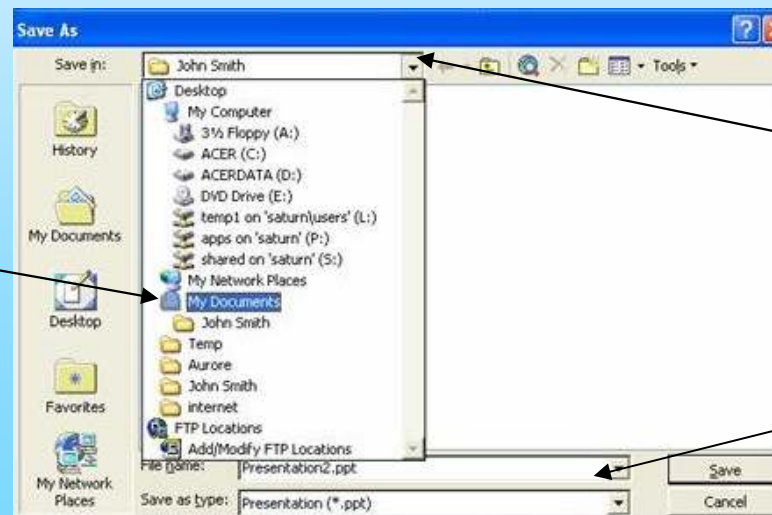 Save As
Save in:
John Smith
Tools
Desktop
My Computer
3½ Floppy (A:)
ACER (C:)
ACERDATA (D:)
DVD Drive (E:)
temp1 on 'saturn\users' (L:)
apps on 'saturn' (P:)
shared on 'saturn' (S:)
My Network Places
My Documents
John Smith
Temp
Aurore
John Smith
internet
FTP Locations
Add/Modify FTP Locations
History
My Documents
Desktop
Favorites
My Network
Places
File name:
Presentation2.ppt
Save
Save as type:
Presentation (*.ppt)
Cancel